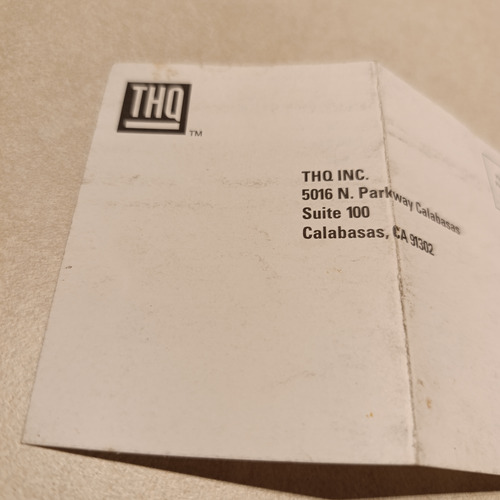 THQ
TM
THQ INC.
5016 N. Parkway Calabasas
Suite 100
Calabasas, CA 91302